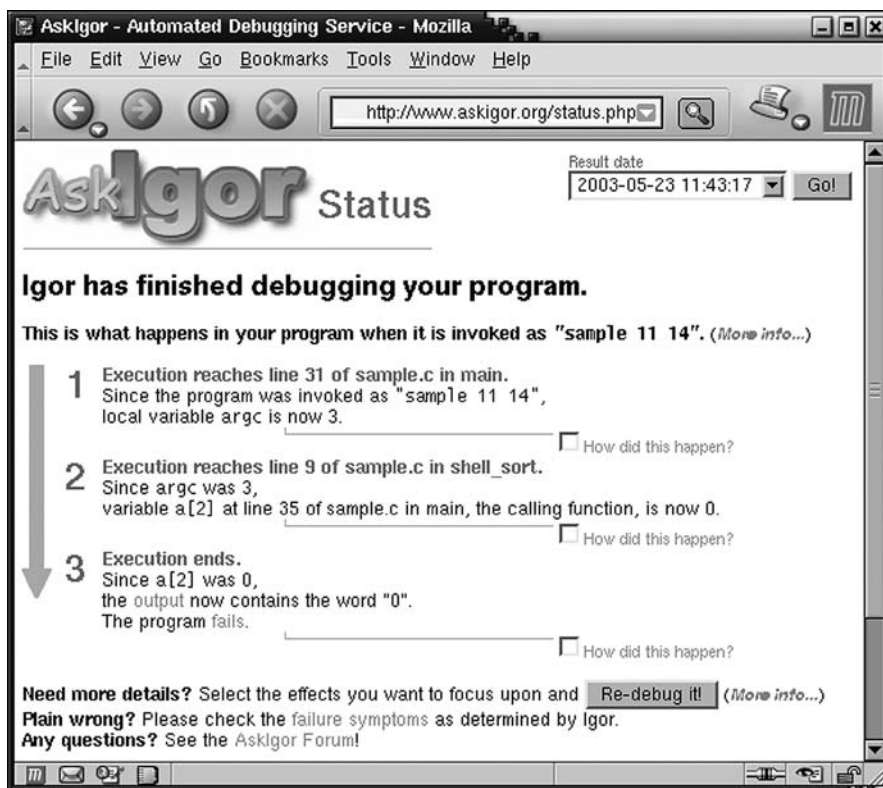 AskIgor - Automated Debugging Service - Mozilla
File Edit View Go Bookmarks Tools Window Help
http://www.askigor.org/status.php
AskIgor Status
Result date
2003-05-23 11:43:17 Go!
Igor has finished debugging your program.
This is what happens in your program when it is invoked as "sample 11 14". (More info...)
1 Execution reaches line 31 of sample.c in main.
Since the program was invoked as "sample 11 14",
local variable argc is now 3.
How did this happen?
2 Execution reaches line 9 of sample.c in shell_sort.
Since argc was 3,
variable a[2] at line 35 of sample.c in main, the calling function, is now 0.
How did this happen?
3 Execution ends.
Since a[2] was 0,
the output now contains the word "0".
The program fails.
How did this happen?
Need more details? Select the effects you want to focus upon and Re-debug it! (More info...)
Plain wrong? Please check the failure symptoms as determined by Igor.
Any questions? See the AskIgor Forum!